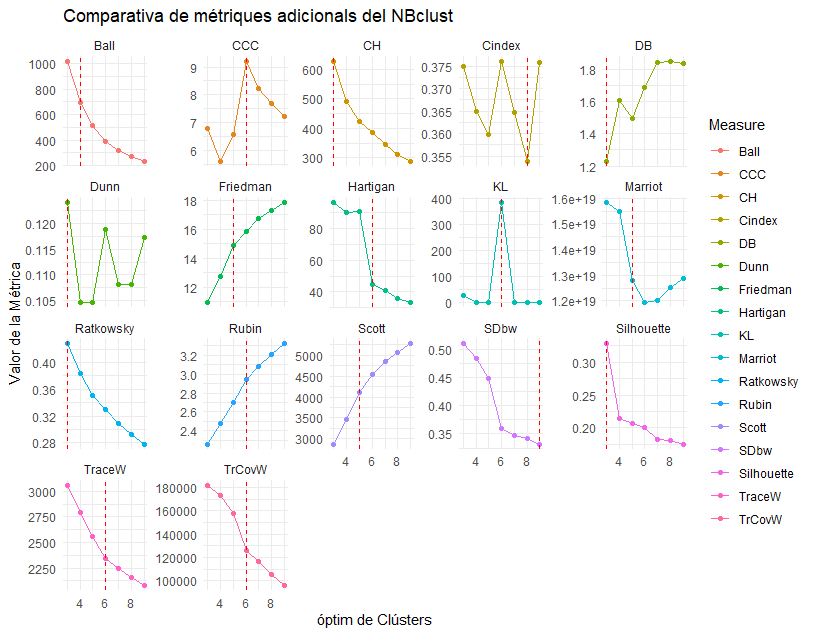 Comparativa de mètriques adicionals del NBclust
Ball CCC CH Cindex DB
1000
800
600
400
200
9
8
7
6
600
500
400
300
0.375
0.370
0.365
0.360
0.355
1.8
1.6
1.4
1.2
Dunn Friedman Hartigan KL Marriot
0.120
0.115
0.110
0.105
18
16
14
12
80
60
40
400
300
200
100
0
1.6e+19
1.5e+19
1.4e+19
1.3e+19
1.2e+19
Ratkowsky Rubin Scott SDbw Silhouette
0.40
0.36
0.32
0.28
3.2
3.0
2.8
2.6
2.4
5000
4500
4000
3500
3000
0.50
0.45
0.40
0.35
0.30
0.25
0.20
4 6 8
4 6 8
4 6 8
TraceW TrCovW
3000
2750
2500
2250
180000
160000
140000
120000
100000
4 6 8
4 6 8
Valor de la Mètrica
óptim de Clústers
Measure
Ball
CCC
CH
Cindex
DB
Dunn
Friedman
Hartigan
KL
Marriot
Ratkowsky
Rubin
Scott
SDbw
Silhouette
TraceW
TrCovW